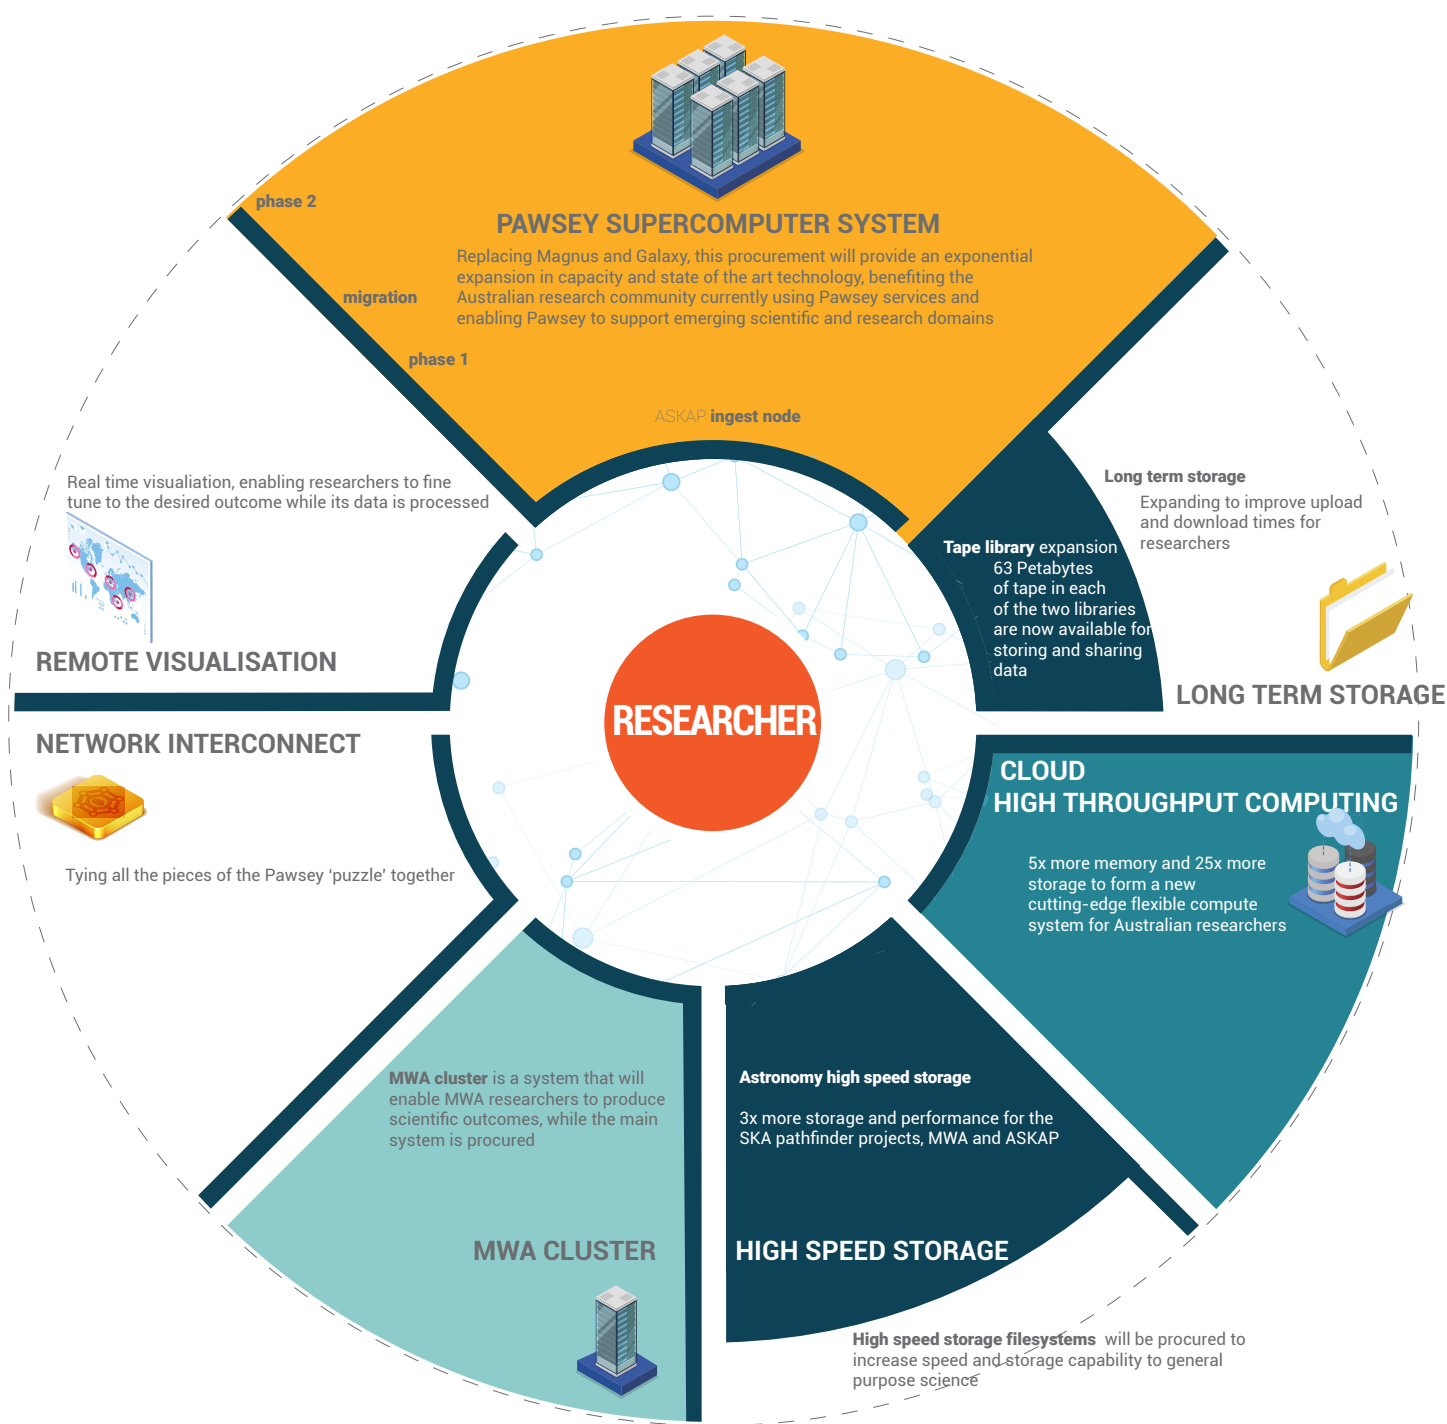 phase 2
PAWSEY SUPERCOMPUTER SYSTEM
Replacing Magnus and Galaxy, this procurement will provide an exponential
expansion in capacity and state of the art technology, benefiting the
Australian research community currently using Pawsey services and
enabling Pawsey to support emerging scientific and research domains
migration
phase 1
ASKAP ingest node
Real time visualiation, enabling researchers to fine
tune to the desired outcome while its data is processed
REMOTE VISUALISATION
Long term storage
Expanding to improve upload
and download times for
researchers
Tape library expansion
63 Petabytes
of tape in each
of the two libraries
are now available for
storing and sharing
data
LONG TERM STORAGE
RESEARCHER
NETWORK INTERCONNECT
Tying all the pieces of the Pawsey ‘puzzle’ together
CLOUD
HIGH THROUGHPUT COMPUTING
5x more memory and 25x more
storage to form a new
cutting-edge flexible compute
system for Australian researchers
MWA cluster is a system that will
enable MWA researchers to produce
scientific outcomes, while the main
system is procured
MWA CLUSTER
Astronomy high speed storage
3x more storage and performance for the
SKA pathfinder projects, MWA and ASKAP
HIGH SPEED STORAGE
High speed storage filesystems will be procured to
increase speed and storage capability to general
purpose science